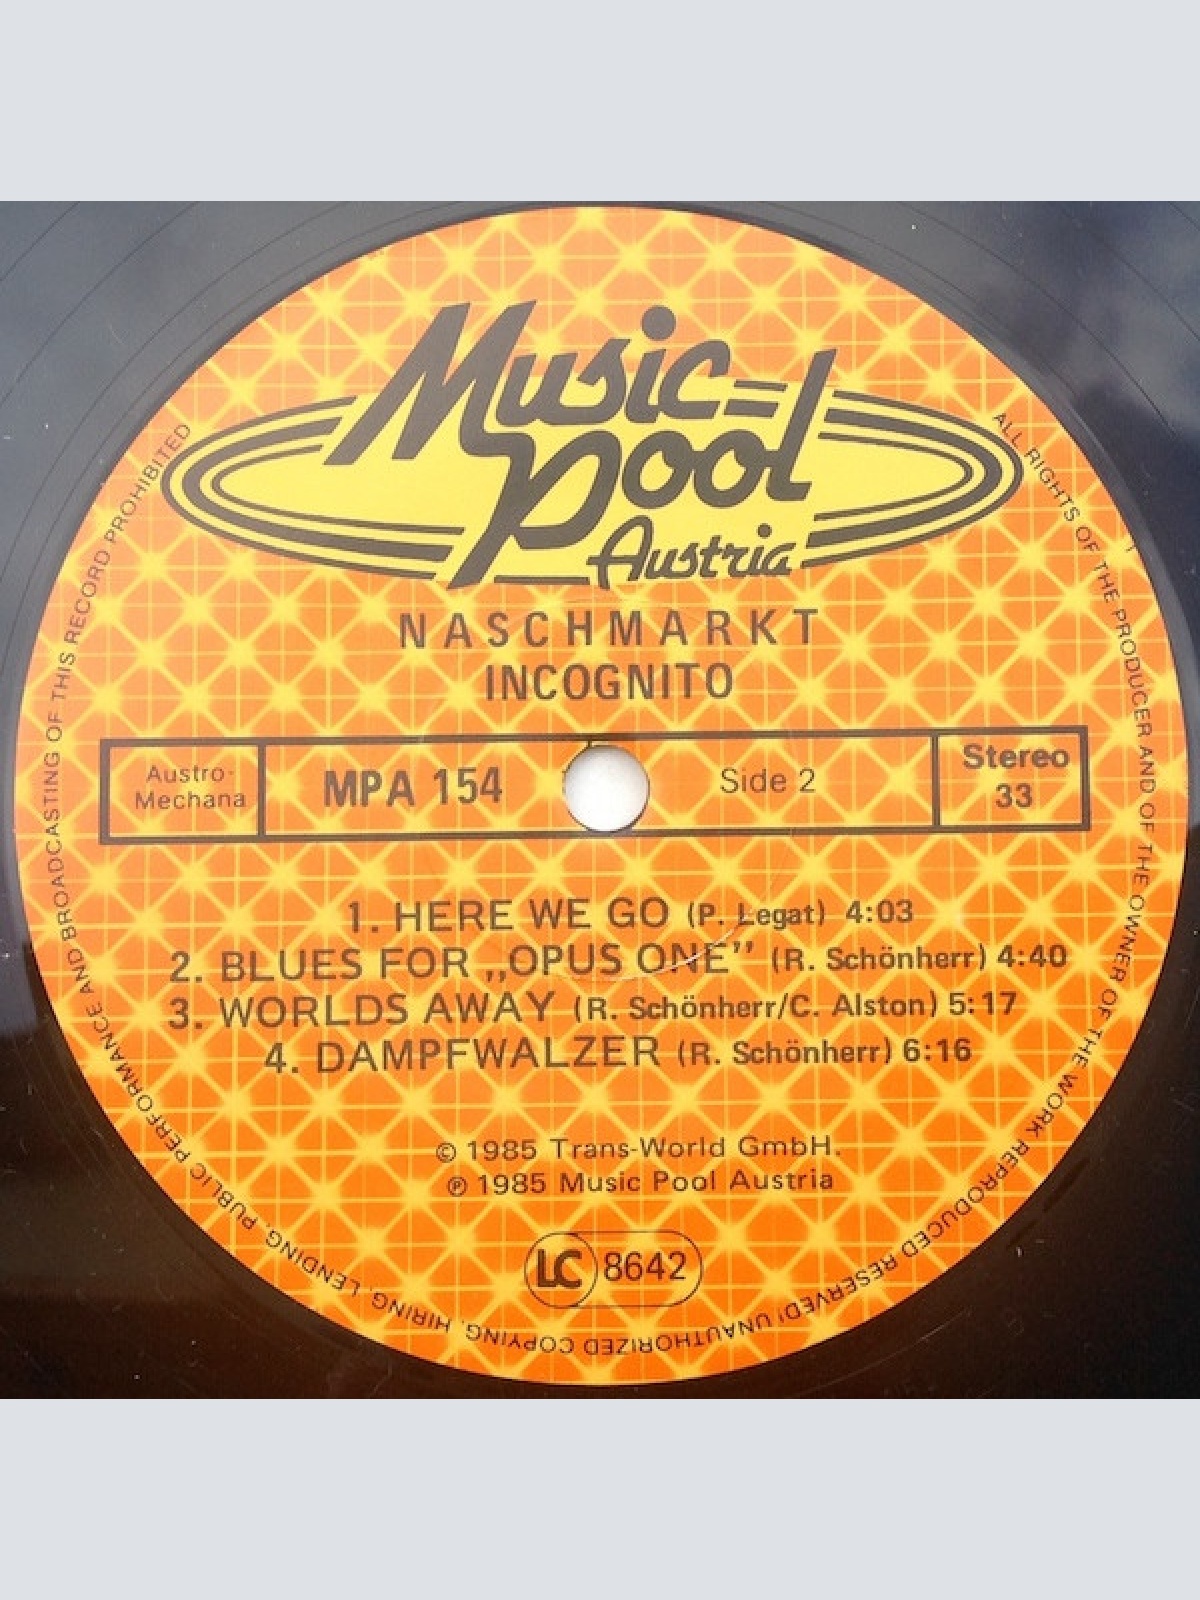 Music
Pool
Austria
NASCHMARKT
INCOGNITO
Austro-
Mechana
MPA 154
Side 2
Stereo
33
1. HERE WE GO (P. Legat) 4:03
2. BLUES FOR „OPUS ONE” (R. Schönherr) 4:40
3. WORLDS AWAY (R. Schönherr/C. Alston) 5:17
4. DAMPFWALZER (R. Schönherr) 6:16
© 1985 Trans-World GmbH.
℗ 1985 Music Pool Austria
LC 8642
ALL RIGHTS OF THE PRODUCER AND OF THE OWNER OF THE WORK REPRODUCED RESERVED! UNAUTHORIZED COPYING, HIRING, LENDING, PUBLIC PERFORMANCE AND BROADCASTING OF THIS RECORD PROHIBITED